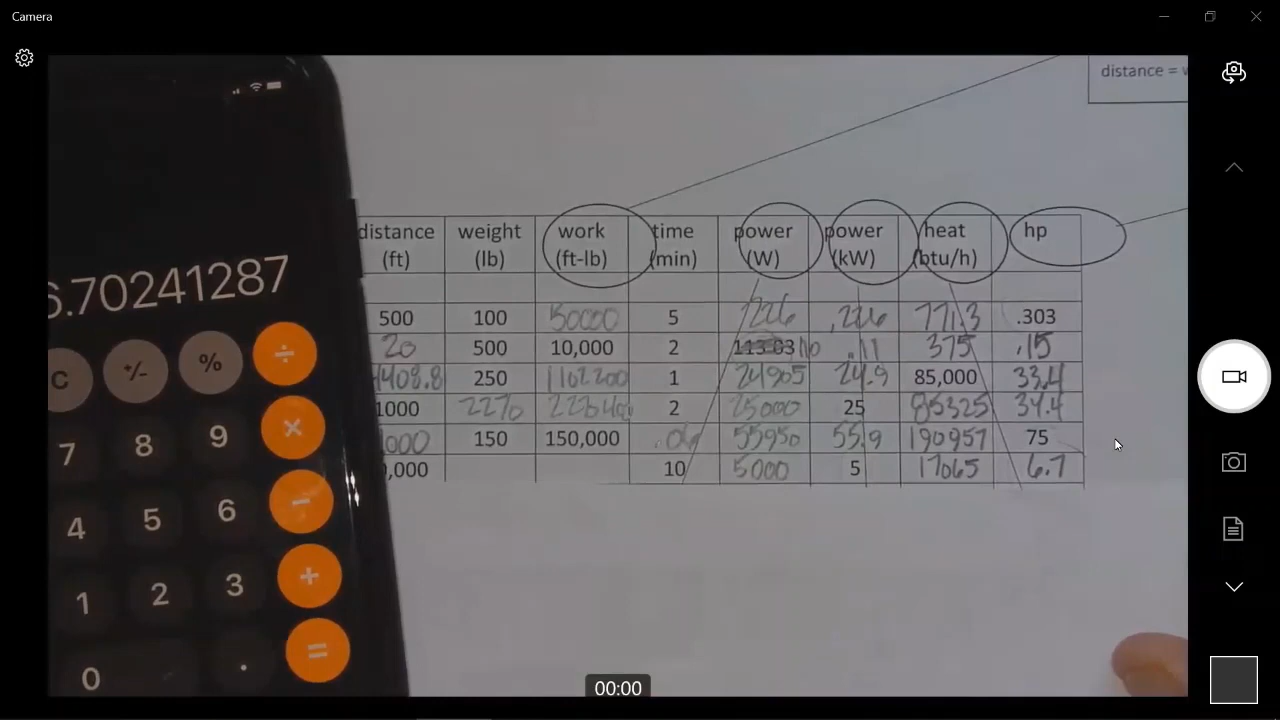 Camera
distance = w
6.70241287
distance weight work time power power heat hp
(ft) (lb) (ft-lb) (min) (W) (kW) (btu/h)
500 100 50000 5 226 .226 771.3 .303
20 500 10,000 2 113.03 110 .11 375 .15
4408.8 250 1102200 1 24905 24.9 85,000 33.4
1000 2270 2 25000 25 85325 34.4
000 150 150,000 55950 55.9 190957 75
,000 10 5000 5 17065 6.7
C +/- % ÷
7 8 9 ×
4 5 6 −
1 2 3 +
0 . =
00:00